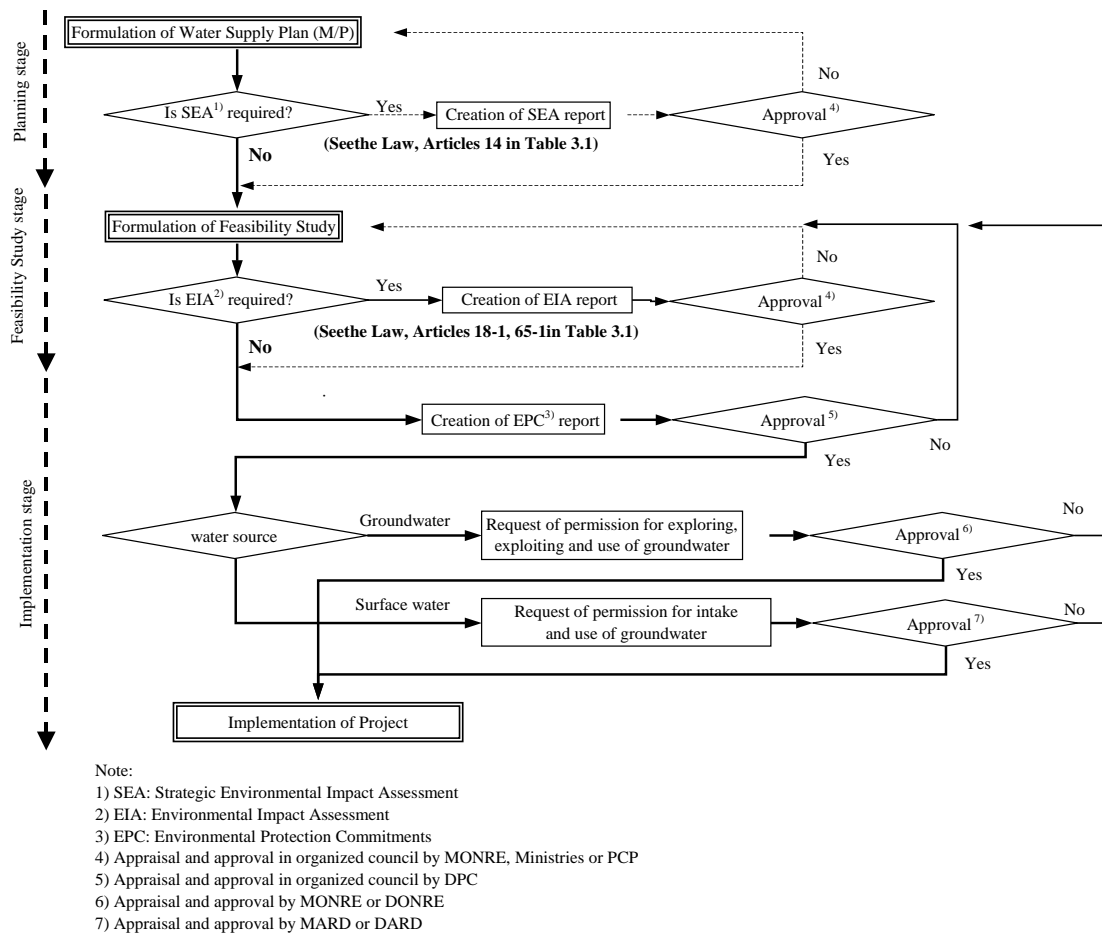 Planning stage
Formulation of Water Supply Plan (M/P)
No
Is SEA1) required?
Yes
Creation of SEA report
Approval 4)
(Seethe Law, Articles 14 in Table 3.1)
No
Yes
Feasibility Study stage
Formulation of Feasibility Study
No
Is EIA2) required?
Yes
Creation of EIA report
Approval 4)
(Seethe Law, Articles 18-1, 65-1in Table 3.1)
No
Yes
Implementation stage
Creation of EPC3) report
Approval 5)
No
Yes
water source
Groundwater
Request of permission for exploring,
exploiting and use of groundwater
Approval 6)
No
Yes
Surface water
Request of permission for intake
and use of groundwater
Approval 7)
No
Yes
Implementation of Project
Note:
1) SEA: Strategic Environmental Impact Assessment
2) EIA: Environmental Impact Assessment
3) EPC: Environmental Protection Commitments
4) Appraisal and approval in organized council by MONRE, Ministries or PCP
5) Appraisal and approval in organized council by DPC
6) Appraisal and approval by MONRE or DONRE
7) Appraisal and approval by MARD or DARD